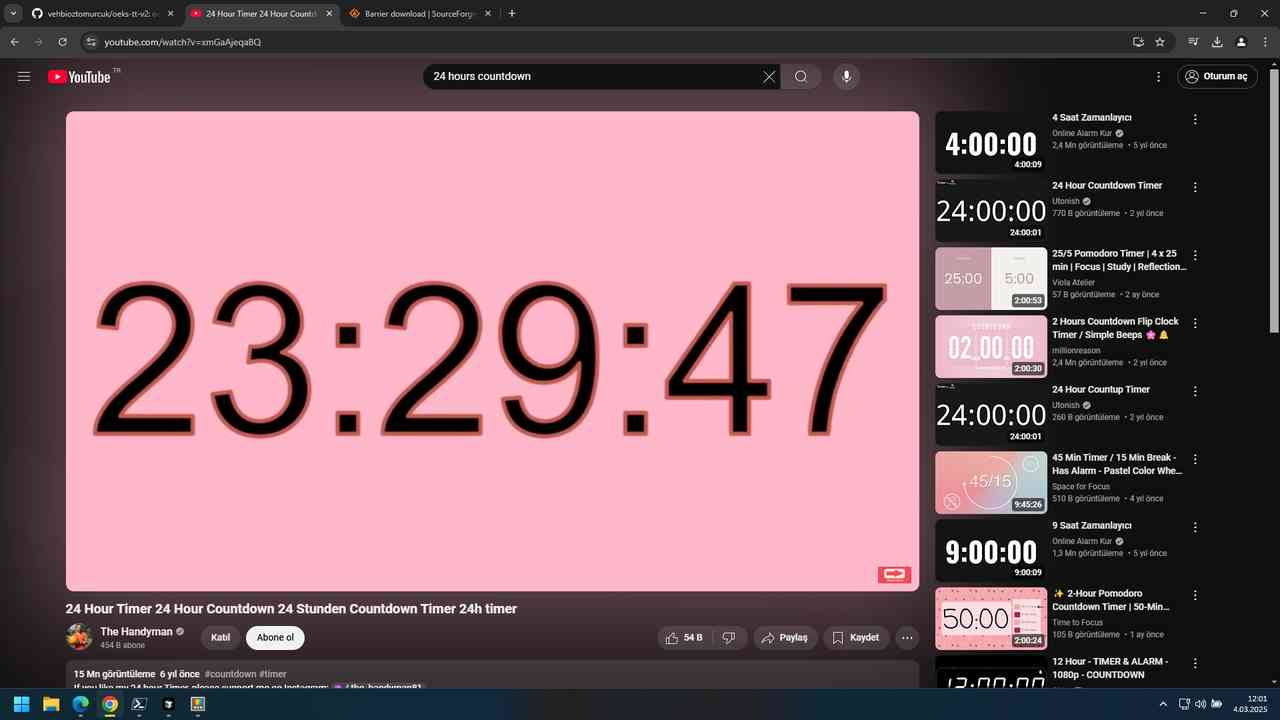 vehbioztomurcuk/oeks-tt-v2: o
24 Hour Timer 24 Hour Countd
Barrier download | SourceForge
youtube.com/watch?v=xmGaAjeqaBQ
YouTube TR
24 hours countdown
Oturum aç
23:29:47
24 Hour Timer 24 Hour Countdown 24 Stunden Countdown Timer 24h timer
The Handyman
454 B abone
Katıl
Abone ol
54 B
Paylaş
Kaydet
15 Mn görüntüleme 6 yıl önce #countdown #timer
If you like my 24 hour Timer, please support me on Instagram: / the_handyman81
4:00:00
4:00:09
4 Saat Zamanlayıcı
Online Alarm Kur
2,4 Mn görüntüleme • 5 yıl önce
24:00:00
24:00:01
24 Hour Countdown Timer
Utonish
770 B görüntüleme • 2 yıl önce
25:00
5:00
2:00:53
25/5 Pomodoro Timer | 4 x 25
min | Focus | Study | Reflection...
Viola Atelier
57 B görüntüleme • 2 ay önce
COUNTDOWN
02 00 00
2:00:30
2 Hours Countdown Flip Clock
Timer / Simple Beeps 🌸 🔔
millionreason
2,4 Mn görüntüleme • 2 yıl önce
24:00:00
24:00:01
24 Hour Countup Timer
Utonish
260 B görüntüleme • 2 yıl önce
45/15
9:45:26
45 Min Timer / 15 Min Break -
Has Alarm - Pastel Color Whe...
Space for Focus
510 B görüntüleme • 4 yıl önce
9:00:00
9:00:09
9 Saat Zamanlayıcı
Online Alarm Kur
1,3 Mn görüntüleme • 5 yıl önce
50:00
2:00:24
✨ 2-Hour Pomodoro
Countdown Timer | 50-Min...
Time to Focus
105 B görüntüleme • 1 ay önce
12:00:00
12 Hour - TIMER & ALARM -
1080p - COUNTDOWN
12:01
4.03.2025